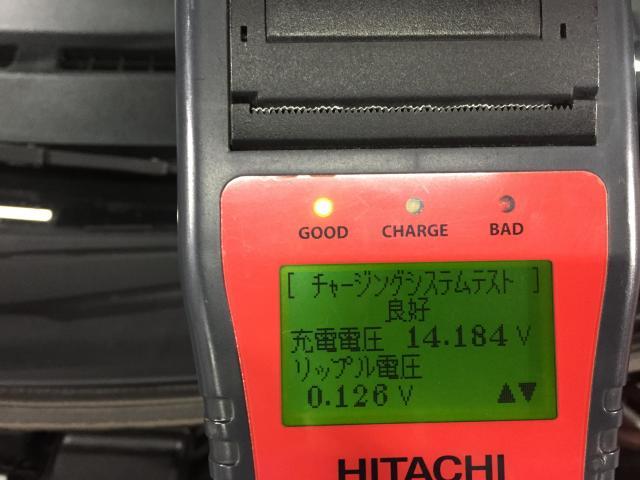 GOOD CHARGE BAD
[ チャージングシステムテスト ]
良好
充電電圧 14.184 V
リップル電圧
0.126 V ▲▼
HITACHI